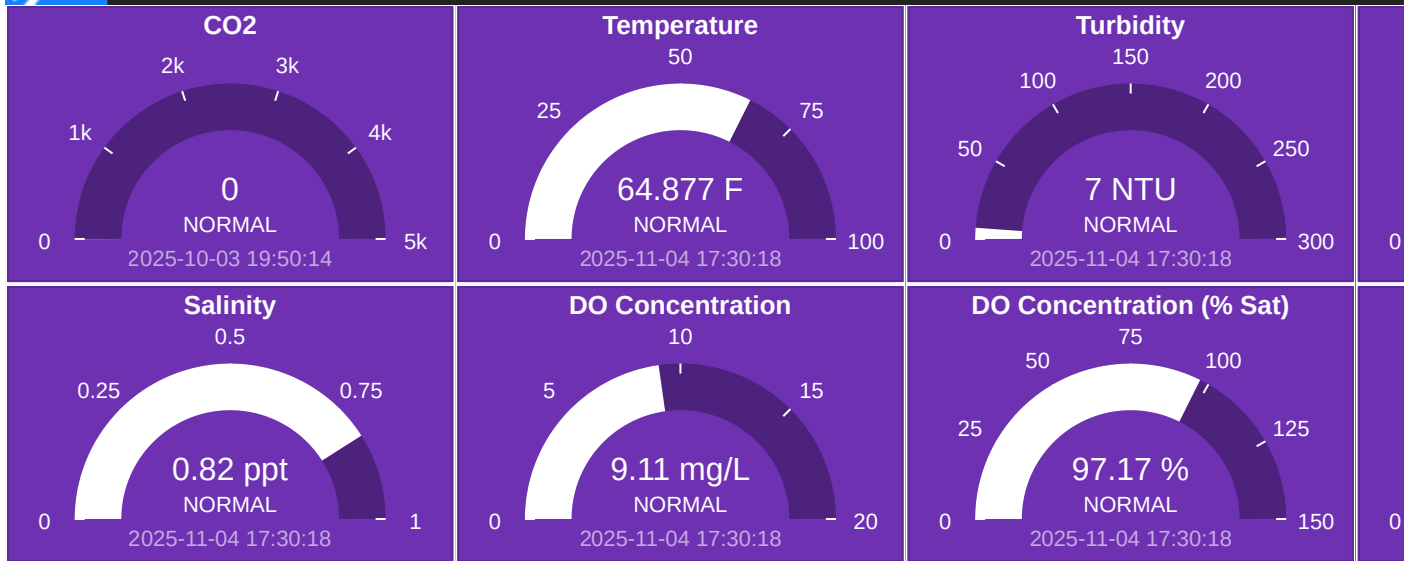 CO2
0
1k
2k
3k
4k
5k
0
NORMAL
2025-10-03 19:50:14
Temperature
0
25
50
75
100
64.877 F
NORMAL
2025-11-04 17:30:18
Turbidity
0
50
100
150
200
250
300
7 NTU
NORMAL
2025-11-04 17:30:18
0
Salinity
0
0.25
0.5
0.75
1
0.82 ppt
NORMAL
2025-11-04 17:30:18
DO Concentration
0
5
10
15
20
9.11 mg/L
NORMAL
2025-11-04 17:30:18
DO Concentration (% Sat)
0
25
50
75
100
125
150
97.17 %
NORMAL
2025-11-04 17:30:18
0